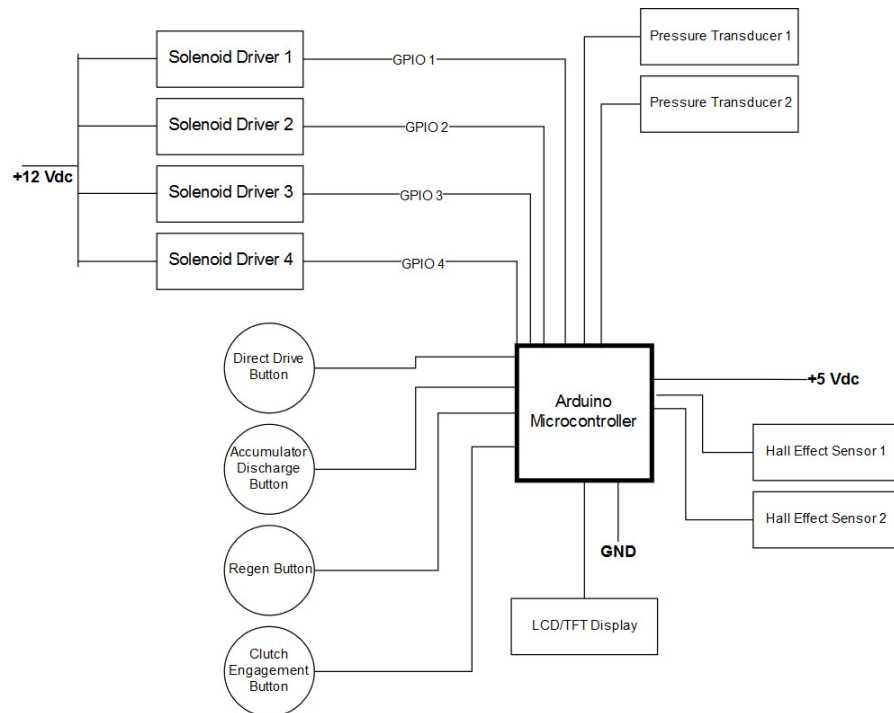 Solenoid Driver 1
GPIO 1
Pressure Transducer 1
Solenoid Driver 2
GPIO 2
Pressure Transducer 2
+12 Vdc
Solenoid Driver 3
GPIO 3
Solenoid Driver 4
GPIO 4
Direct Drive
Button
Arduino
Microcontroller
+5 Vdc
Accumulator
Discharge
Button
Hall Effect Sensor 1
Hall Effect Sensor 2
GND
Regen Button
LCD/TFT Display
Clutch
Engagement
Button